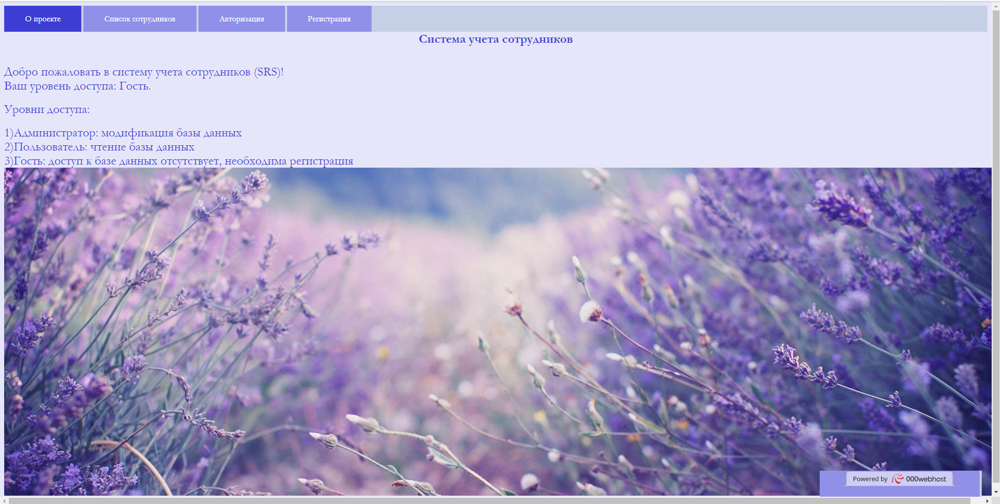 О проекте
Список сотрудников
Авторизация
Регистрация
Система учета сотрудников
Добро пожаловать в систему учета сотрудников (SRS)!
Ваш уровень доступа: Гость.
Уровни доступа:
1)Администратор: модификация базы данных
2)Пользователь: чтение базы данных
3)Гость: доступ к базе данных отсутствует, необходима регистрация
Powered by 000webhost